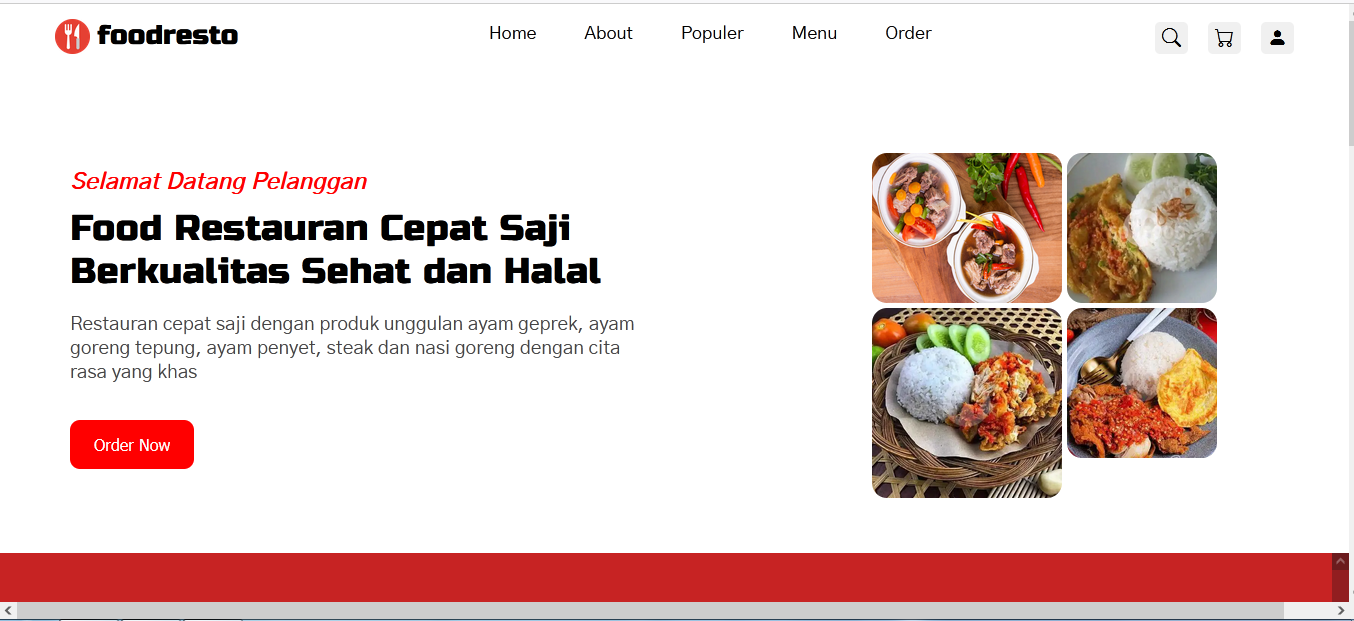 foodresto
Home
About
Populer
Menu
Order
Selamat Datang Pelanggan
Food Restauran Cepat Saji
Berkualitas Sehat dan Halal
Restauran cepat saji dengan produk unggulan ayam geprek, ayam
goreng tepung, ayam penyet, steak dan nasi goreng dengan cita
rasa yang khas
Order Now